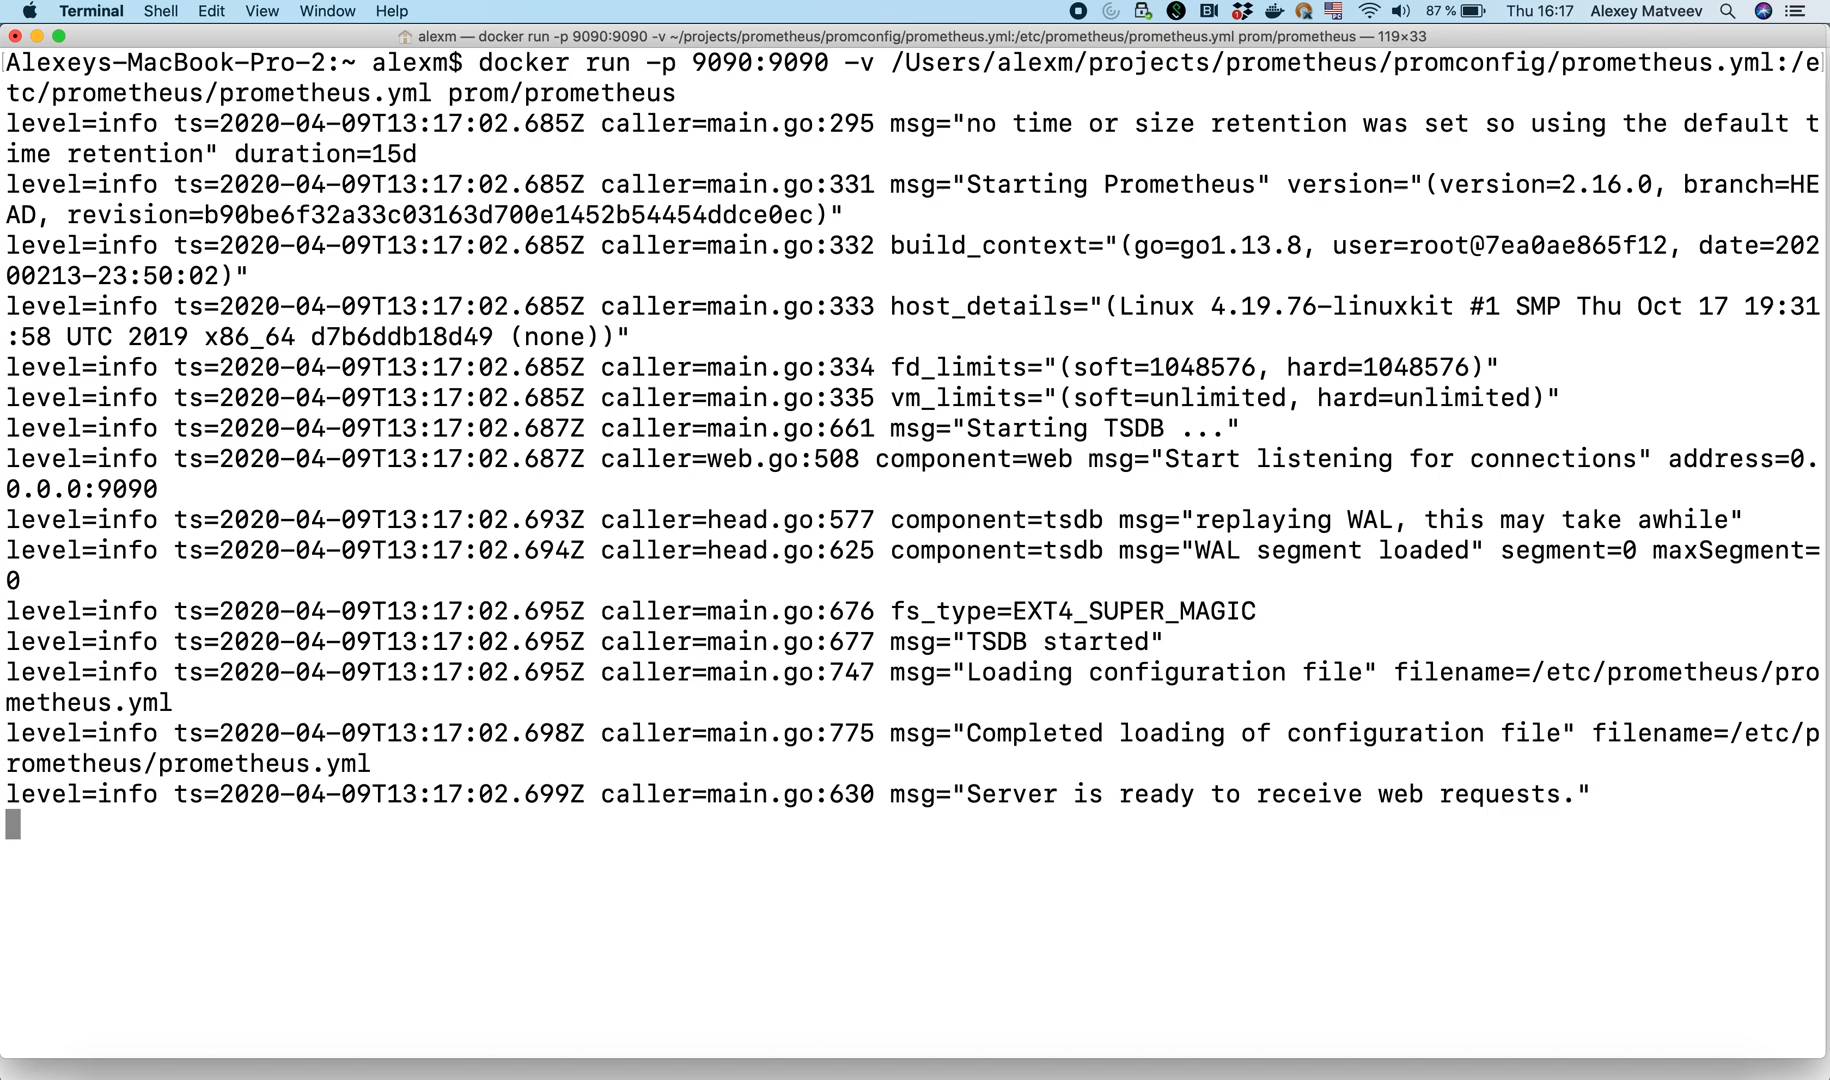 Terminal Shell Edit View Window Help 87 % Thu 16:17 Alexey Matveev
alexm — docker run -p 9090:9090 -v ~/projects/prometheus/promconfig/prometheus.yml:/etc/prometheus/prometheus.yml prom/prometheus — 119×33
Alexeys-MacBook-Pro-2:~ alexm$ docker run -p 9090:9090 -v /Users/alexm/projects/prometheus/promconfig/prometheus.yml:/e
tc/prometheus/prometheus.yml prom/prometheus
level=info ts=2020-04-09T13:17:02.685Z caller=main.go:295 msg="no time or size retention was set so using the default t
ime retention" duration=15d
level=info ts=2020-04-09T13:17:02.685Z caller=main.go:331 msg="Starting Prometheus" version="(version=2.16.0, branch=HE
AD, revision=b90be6f32a33c03163d700e1452b54454ddce0ec)"
level=info ts=2020-04-09T13:17:02.685Z caller=main.go:332 build_context="(go=go1.13.8, user=root@7ea0ae865f12, date=202
00213-23:50:02)"
level=info ts=2020-04-09T13:17:02.685Z caller=main.go:333 host_details="(Linux 4.19.76-linuxkit #1 SMP Thu Oct 17 19:31
:58 UTC 2019 x86_64 d7b6ddb18d49 (none))"
level=info ts=2020-04-09T13:17:02.685Z caller=main.go:334 fd_limits="(soft=1048576, hard=1048576)"
level=info ts=2020-04-09T13:17:02.685Z caller=main.go:335 vm_limits="(soft=unlimited, hard=unlimited)"
level=info ts=2020-04-09T13:17:02.687Z caller=main.go:661 msg="Starting TSDB ..."
level=info ts=2020-04-09T13:17:02.687Z caller=web.go:508 component=web msg="Start listening for connections" address=0.
0.0.0:9090
level=info ts=2020-04-09T13:17:02.693Z caller=head.go:577 component=tsdb msg="replaying WAL, this may take awhile"
level=info ts=2020-04-09T13:17:02.694Z caller=head.go:625 component=tsdb msg="WAL segment loaded" segment=0 maxSegment=
0
level=info ts=2020-04-09T13:17:02.695Z caller=main.go:676 fs_type=EXT4_SUPER_MAGIC
level=info ts=2020-04-09T13:17:02.695Z caller=main.go:677 msg="TSDB started"
level=info ts=2020-04-09T13:17:02.695Z caller=main.go:747 msg="Loading configuration file" filename=/etc/prometheus/pro
metheus.yml
level=info ts=2020-04-09T13:17:02.698Z caller=main.go:775 msg="Completed loading of configuration file" filename=/etc/p
rometheus/prometheus.yml
level=info ts=2020-04-09T13:17:02.699Z caller=main.go:630 msg="Server is ready to receive web requests."